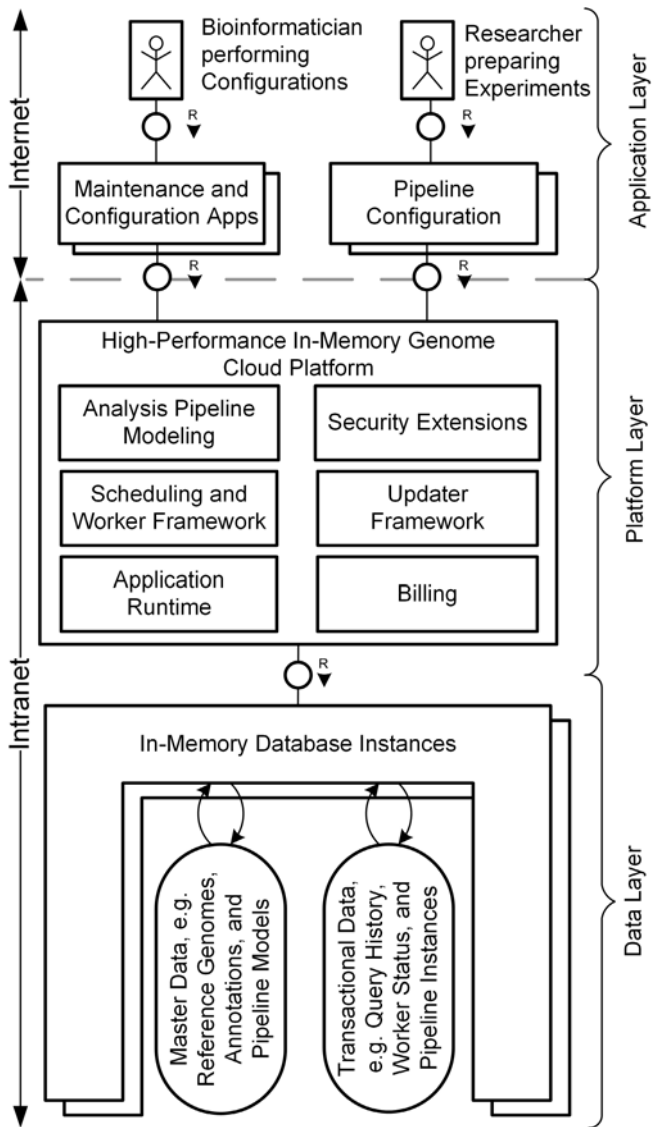 Bioinformatician
performing
Configurations
Researcher
preparing
Experiments
R
R
Maintenance and
Configuration Apps
Pipeline
Configuration
R
R
Internet
Application Layer
High-Performance In-Memory Genome
Cloud Platform
Analysis Pipeline
Modeling
Security Extensions
Scheduling and
Worker Framework
Updater
Framework
Application
Runtime
Billing
Platform Layer
R
Intranet
In-Memory Database Instances
Master Data, e.g.
Reference Genomes,
Annotations, and
Pipeline Models
Transactional Data,
e.g. Query History,
Worker Status, and
Pipeline Instances
Data Layer